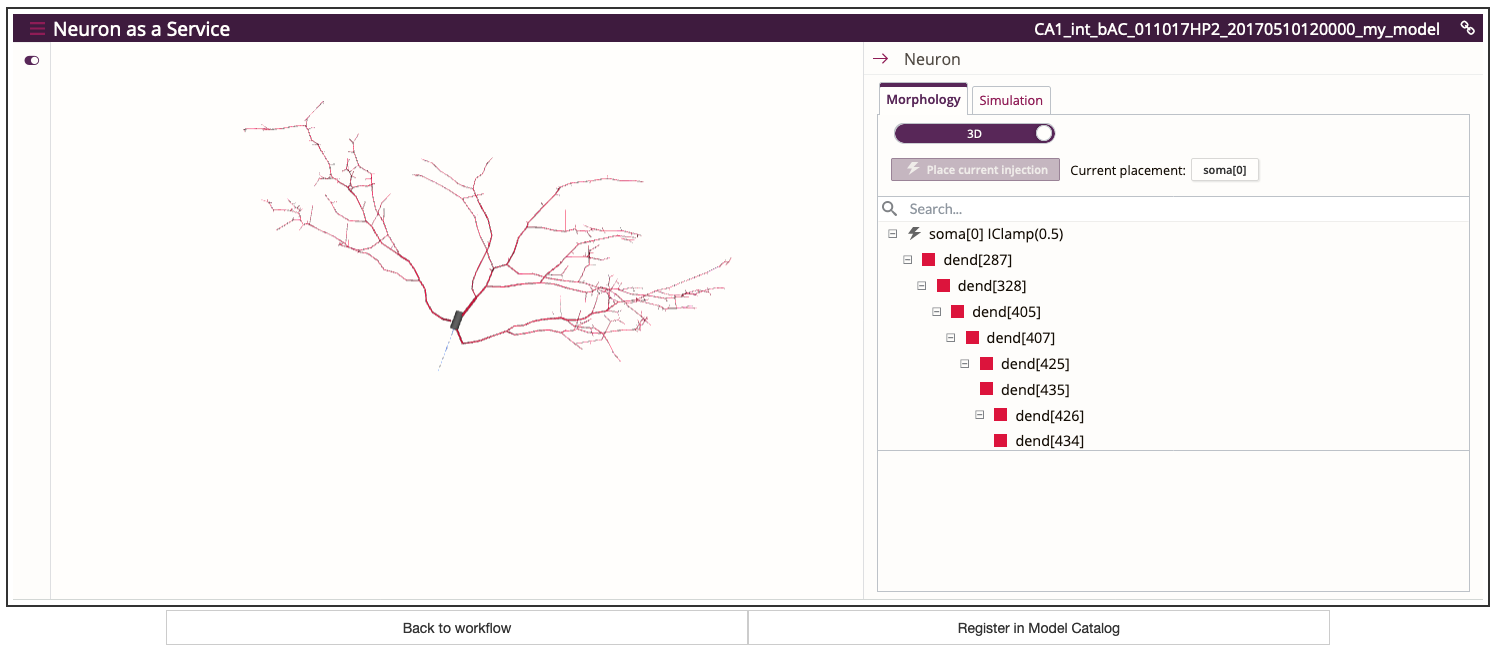 Neuron as a Service
CA1_int_bAC_011017HP2_20170510120000_my_model
Neuron
Morphology
Simulation
3D
Place current injection
Current placement:
soma[0]
Search...
soma[0] IClamp(0.5)
dend[287]
dend[328]
dend[405]
dend[407]
dend[425]
dend[435]
dend[426]
dend[434]
Back to workflow
Register in Model Catalog